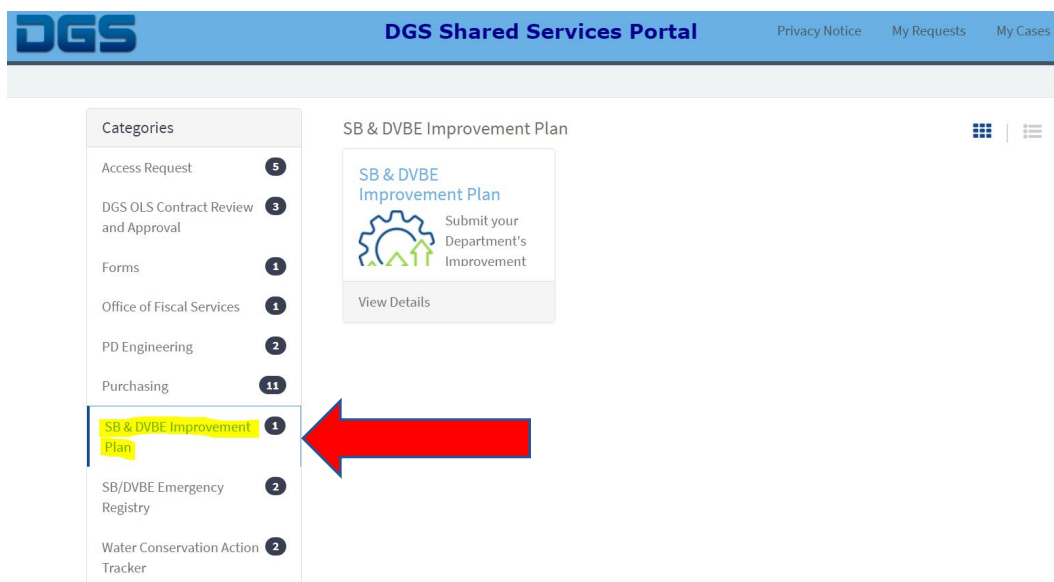 DGS
DGS Shared Services Portal
Privacy Notice
My Requests
My Cases
Categories
Access Request 5
DGS OLS Contract Review 3
and Approval
Forms 1
Office of Fiscal Services 1
PD Engineering 2
Purchasing 11
SB & DVBE Improvement 1
Plan
SB/DVBE Emergency 2
Registry
Water Conservation Action 2
Tracker
SB & DVBE Improvement Plan
SB & DVBE
Improvement Plan
Submit your
Department's
Improvement
View Details